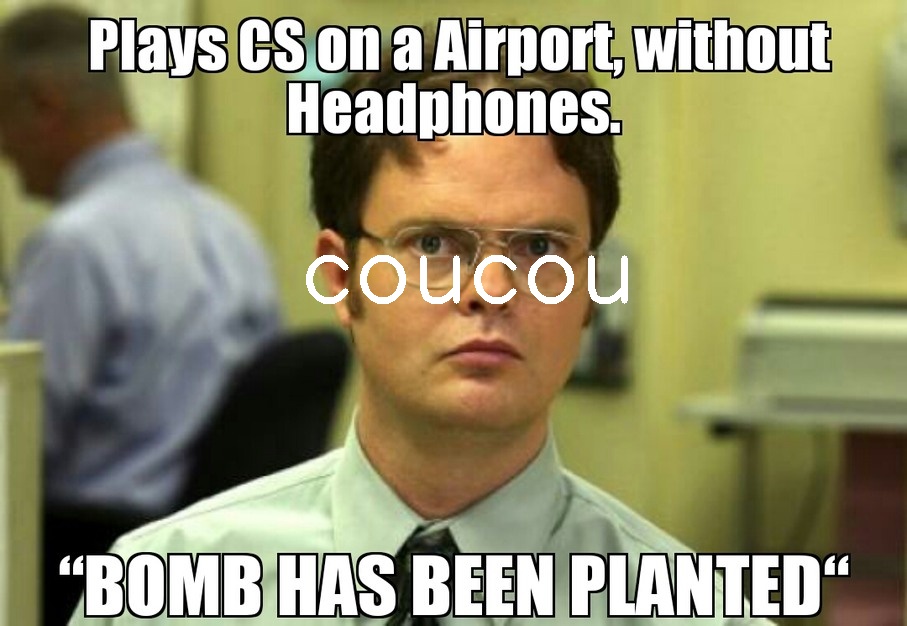 Plays CS on a Airport, without
Headphones.
coucou
“BOMB HAS BEEN PLANTED“